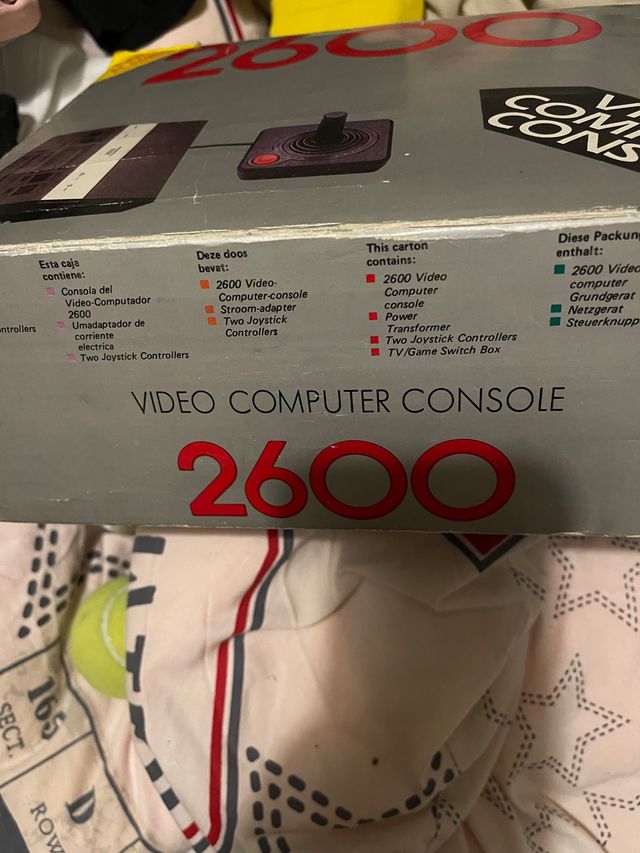 2600
VI
COM
CONS
ntrollers
Esta caja
contiene:
Consola del
Video-Computador
2600
Umadaptador de
corriente
electrica
Two Joystick Controllers
Deze doos
bevat:
2600 Video-
Computer-console
Stroom-adapter
Two Joystick
Controllers
This carton
contains:
2600 Video
Computer
console
Power
Transformer
Two Joystick Controllers
TV/Game Switch Box
Diese Packung
enthalt:
2600 Video
computer
Grundgerat
Netzgerat
Steuerknupp
VIDEO COMPUTER CONSOLE
2600
165
SECT.
D
ROW